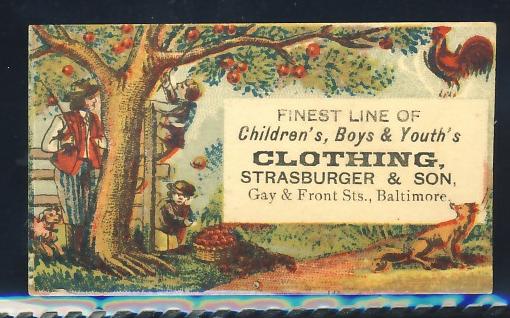 FINEST LINE OF
Children's, Boys & Youth's
CLOTHING,
STRASBURGER & SON,
Gay & Front Sts., Baltimore.